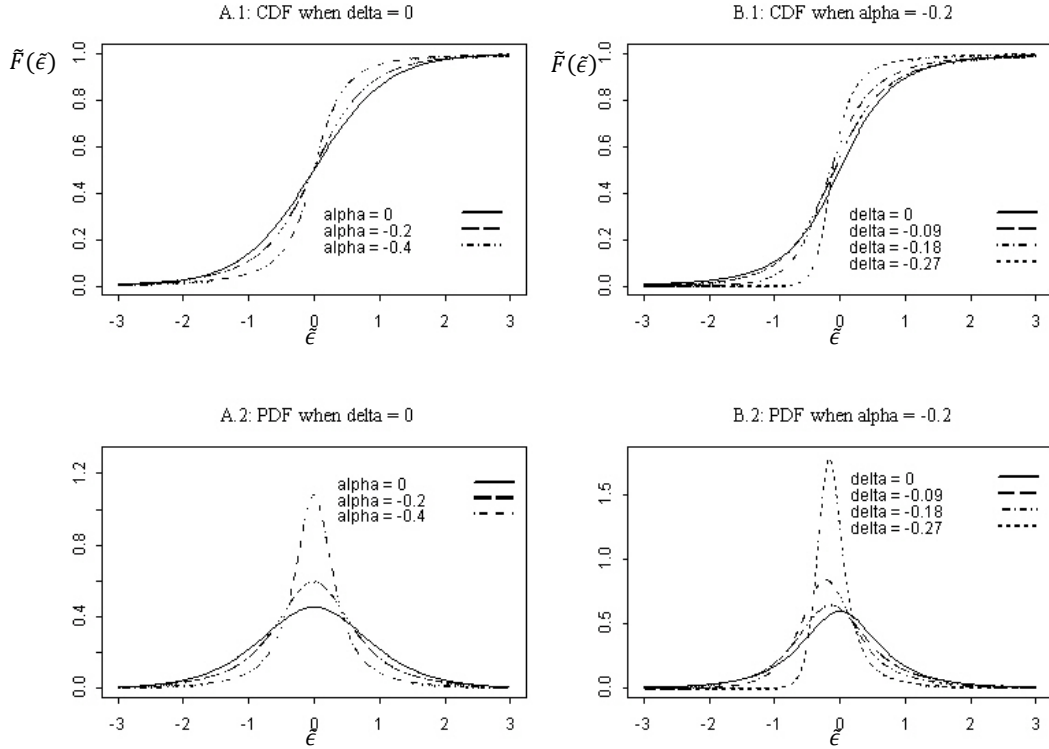 A.1: CDF when delta = 0
F̃(ϵ̃)
1.0
0.8
0.6
0.4
0.2
0.0
alpha = 0
alpha = -0.2
alpha = -0.4
-3 -2 -1 0 1 2 3
ϵ̃
B.1: CDF when alpha = -0.2
F̃(ϵ̃)
1.0
0.8
0.6
0.4
0.2
0.0
delta = 0
delta = -0.09
delta = -0.18
delta = -0.27
-3 -2 -1 0 1 2 3
ϵ̃
A.2: PDF when delta = 0
1.2
0.8
0.4
0.0
alpha = 0
alpha = -0.2
alpha = -0.4
-3 -2 -1 0 1 2 3
ϵ̃
B.2: PDF when alpha = -0.2
1.5
1.0
0.5
0.0
delta = 0
delta = -0.09
delta = -0.18
delta = -0.27
-3 -2 -1 0 1 2 3
ϵ̃